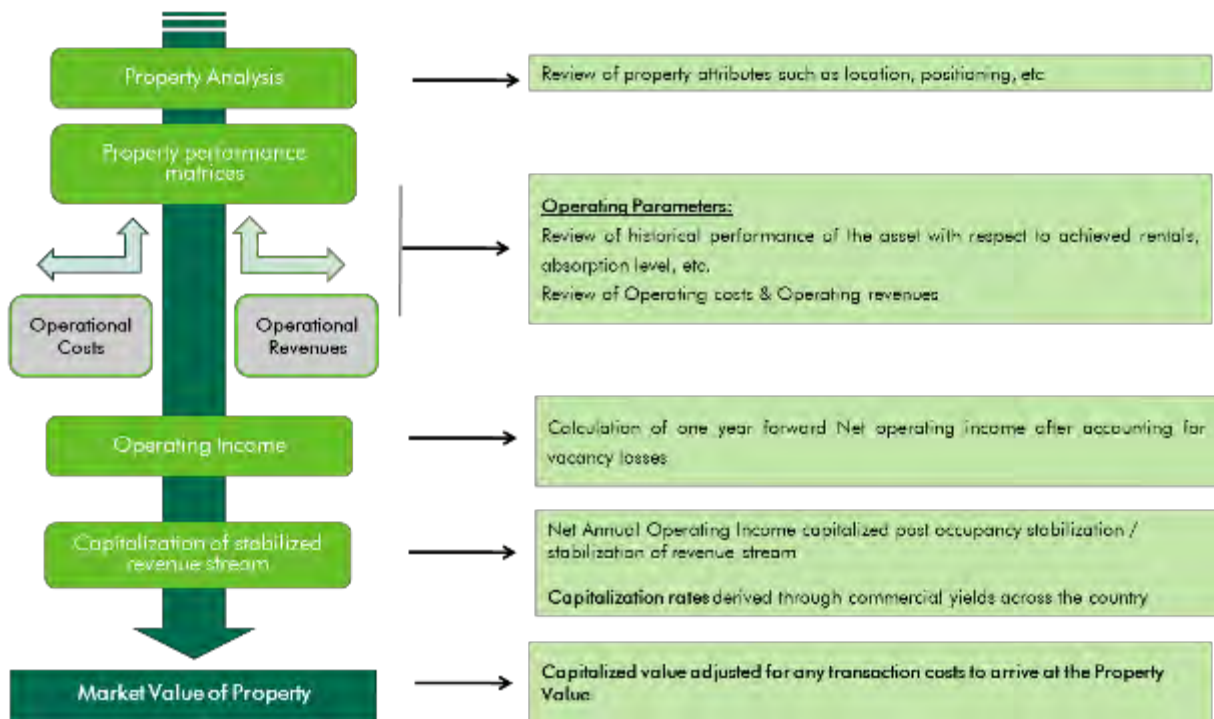 Property Analysis
Review of property attributes such as location, positioning, etc
Property performance
matrices
Operating Parameters:
Review of historical performance of the asset with respect to achieved rentals,
absorption level, etc.
Review of Operating costs & Operating revenues
Operational
Costs
Operational
Revenues
Operating Income
Calculation of one year forward Net operating income after accounting for
vacancy losses
Capitalization of stabilized
revenue stream
Net Annual Operating Income capitalized post occupancy stabilization /
stabilization of revenue stream
Capitalization rates derived through commercial yields across the country
Market Value of Property
Capitalized value adjusted for any transaction costs to arrive at the Property
Value